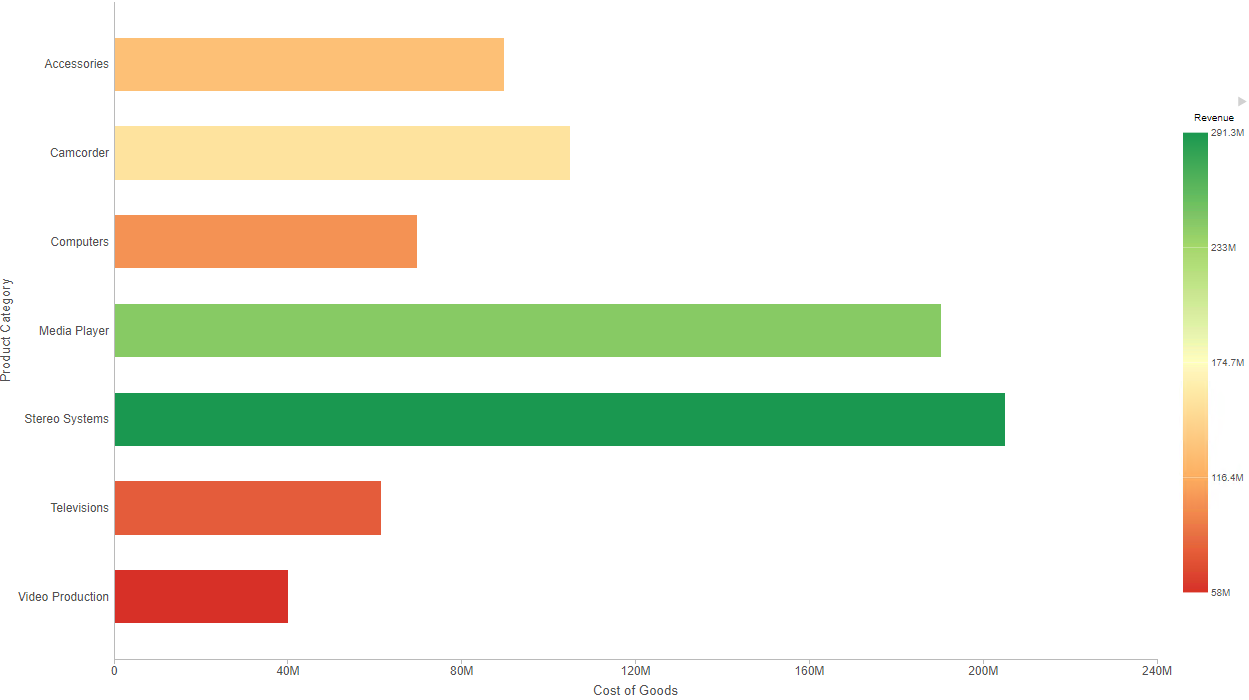 Product Category
Accessories
Camcorder
Computers
Media Player
Stereo Systems
Televisions
Video Production
0
40M
80M
120M
160M
200M
240M
Cost of Goods
Revenue
291.3M
233M
174.7M
116.4M
58M